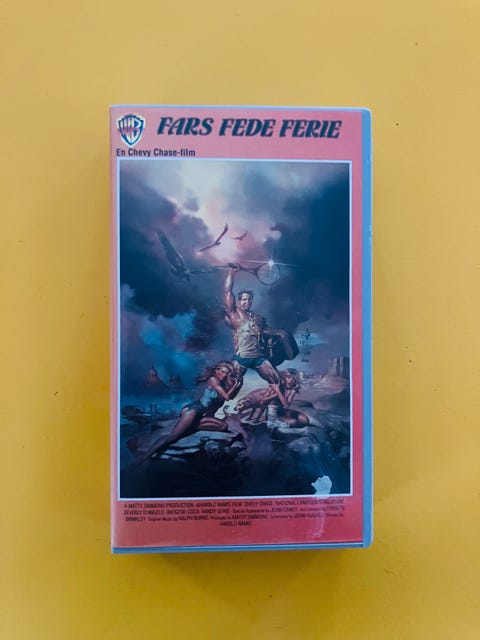 WB
FARS FEDE FERIE
En Chevy Chase-film
A MATTY SIMMONS PRODUCTION A HAROLD RAMIS FILM CHEVY CHASE "NATIONAL LAMPOON'S VACATION"
BEVERLY D'ANGELO, IMOGENE COCA, RANDY QUAID Special Appearance by JOHN CANDY And introducing CHRISTIE
BRINKLEY Original Music by RALPH BURNS Produced by MATTY SIMMONS Screenplay by JOHN HUGHES Directed by
HAROLD RAMIS